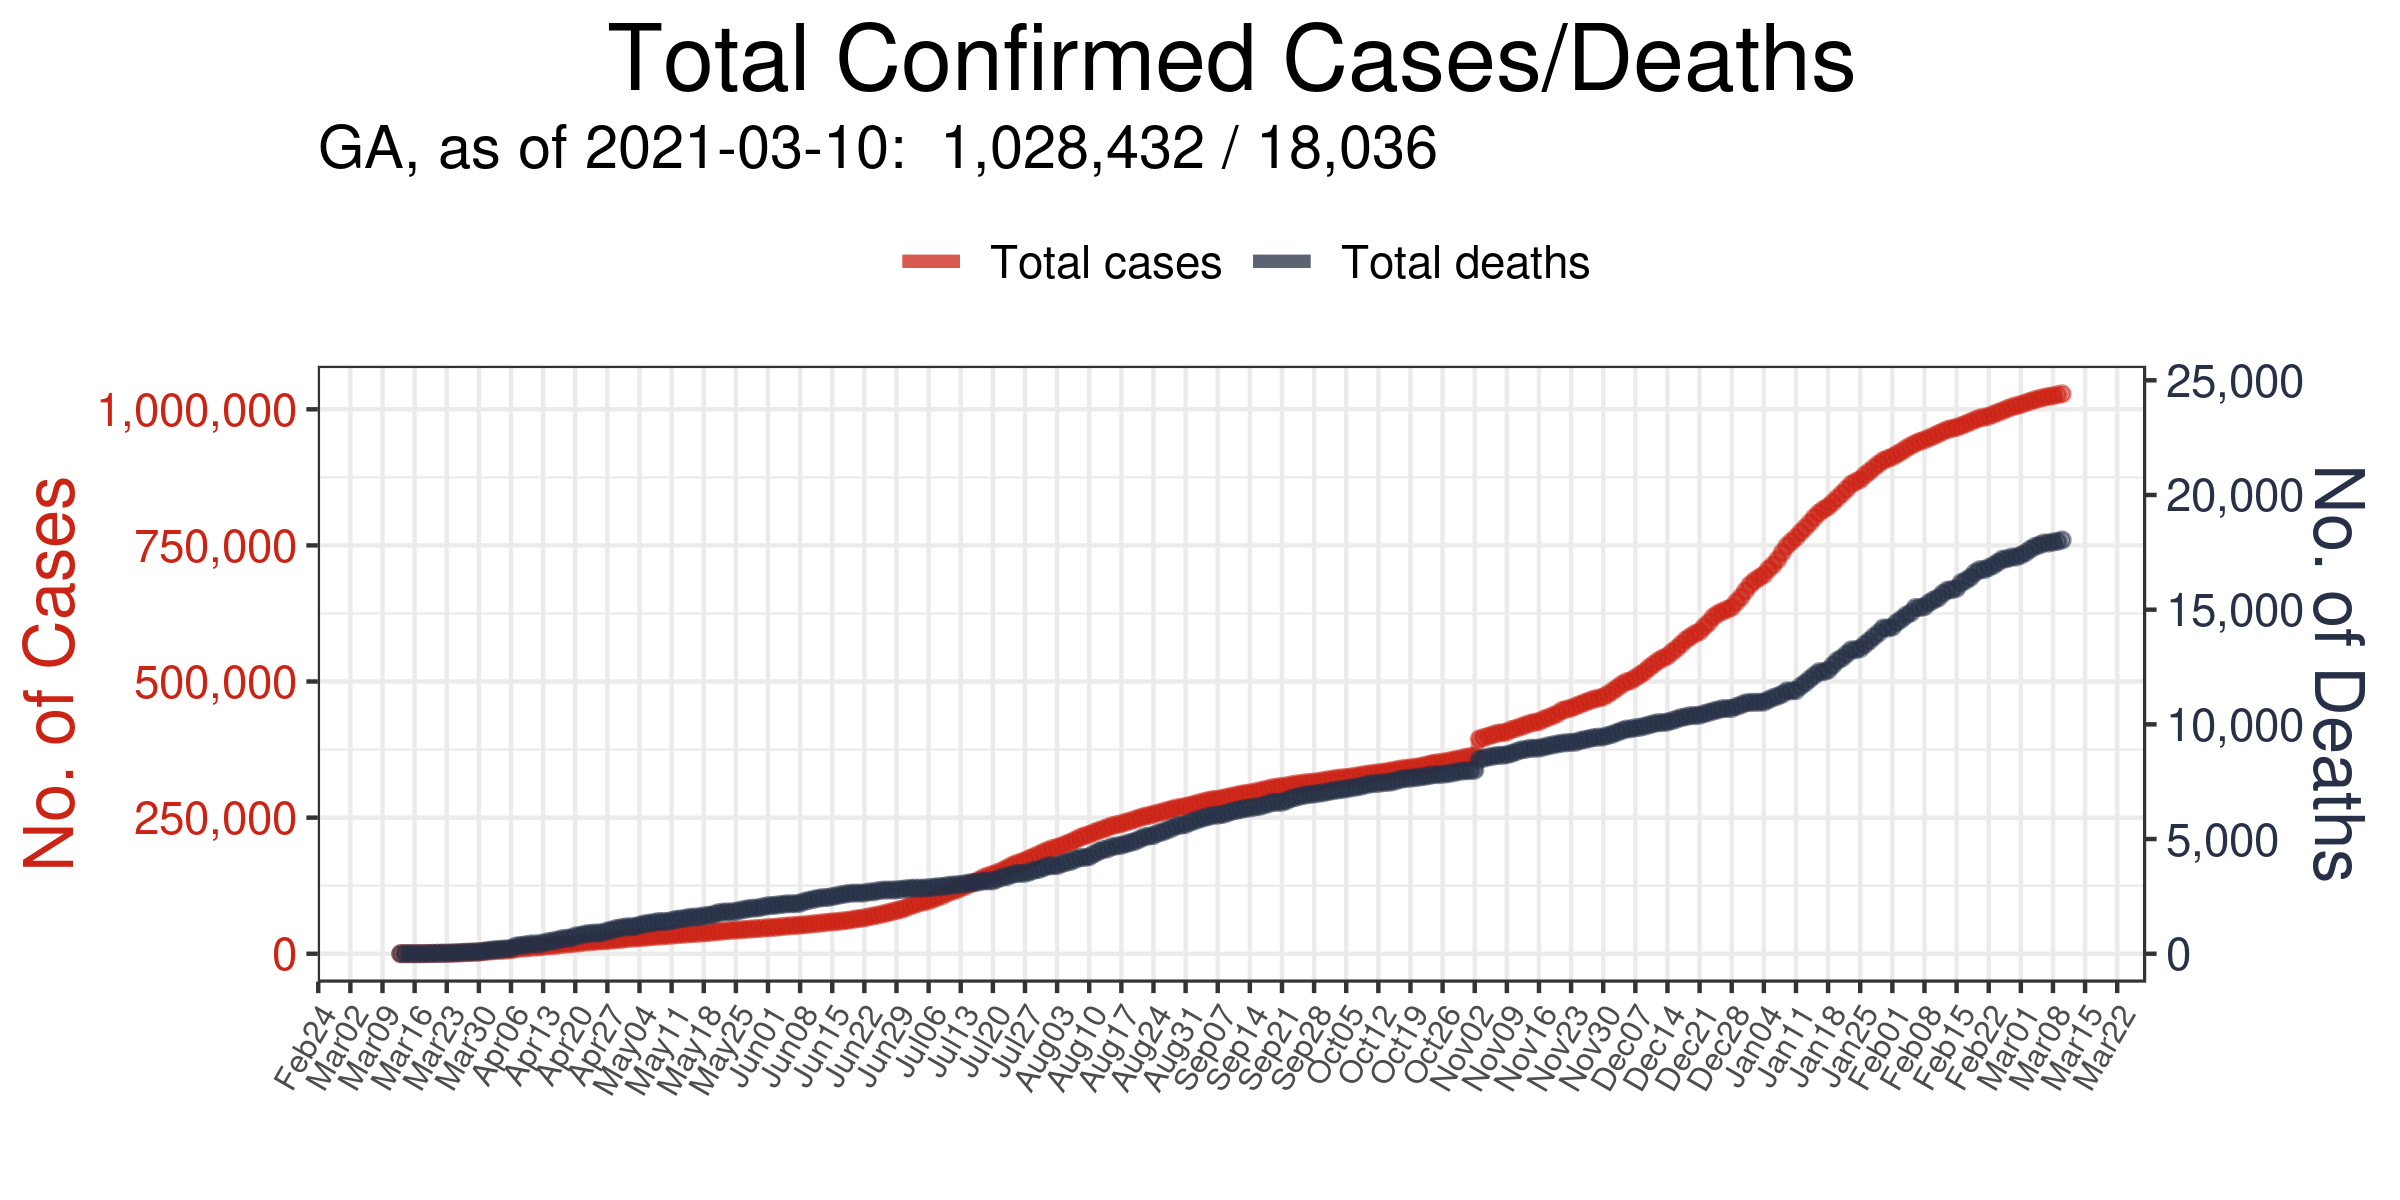 Total Confirmed Cases/Deaths
GA, as of 2021-03-10:  1,028,432 / 18,036
Total cases
Total deaths
No. of Cases
1,000,000
750,000
500,000
250,000
0
25,000
20,000
15,000
10,000
5,000
0
No. of Deaths
Feb24
Mar02
Mar09
Mar16
Mar23
Mar30
Apr06
Apr13
Apr20
Apr27
May04
May11
May18
May25
Jun01
Jun08
Jun15
Jun22
Jun29
Jul06
Jul13
Jul20
Jul27
Aug03
Aug10
Aug17
Aug24
Aug31
Sep07
Sep14
Sep21
Sep28
Oct05
Oct12
Oct19
Oct26
Nov02
Nov09
Nov16
Nov23
Nov30
Dec07
Dec14
Dec21
Dec28
Jan04
Jan11
Jan18
Jan25
Feb01
Feb08
Feb15
Feb22
Mar01
Mar08
Mar15
Mar22